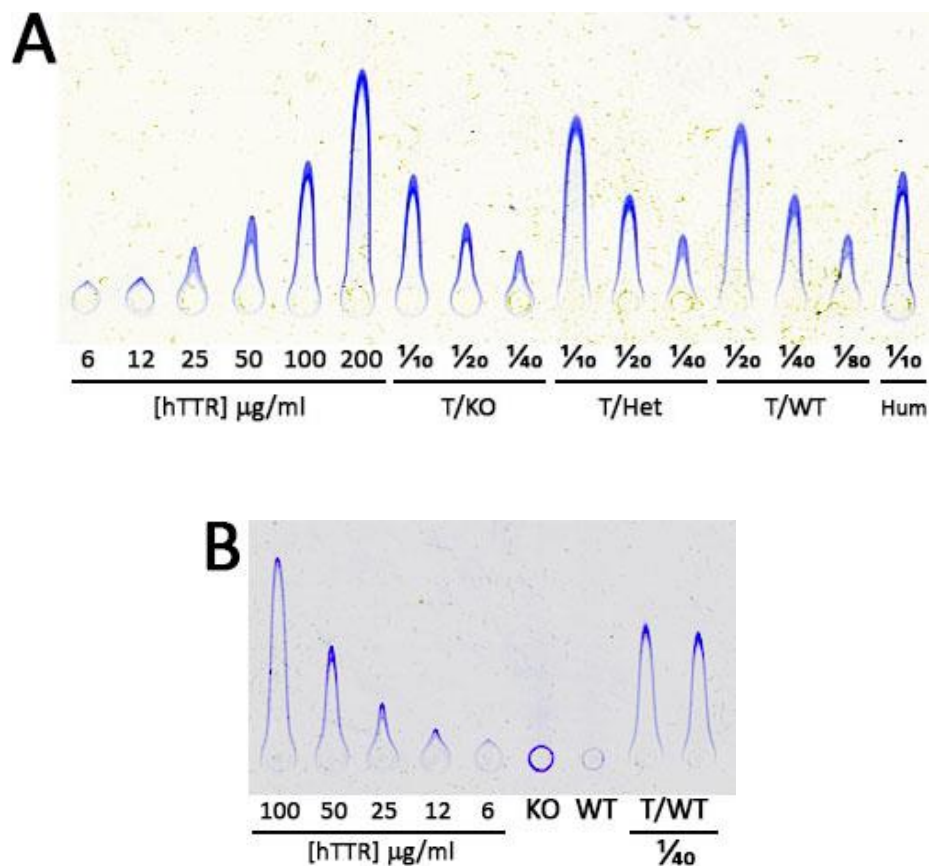 A
6 12 25 50 100 200 ⅒ ¹⁄₂₀ ¹⁄₄₀ ⅒ ¹⁄₂₀ ¹⁄₄₀ ¹⁄₂₀ ¹⁄₄₀ ¹⁄₈₀ ⅒
[hTTR] µg/ml T/KO T/Het T/WT Hum
B
100 50 25 12 6 KO WT T/WT
[hTTR] µg/ml ¹⁄₄₀